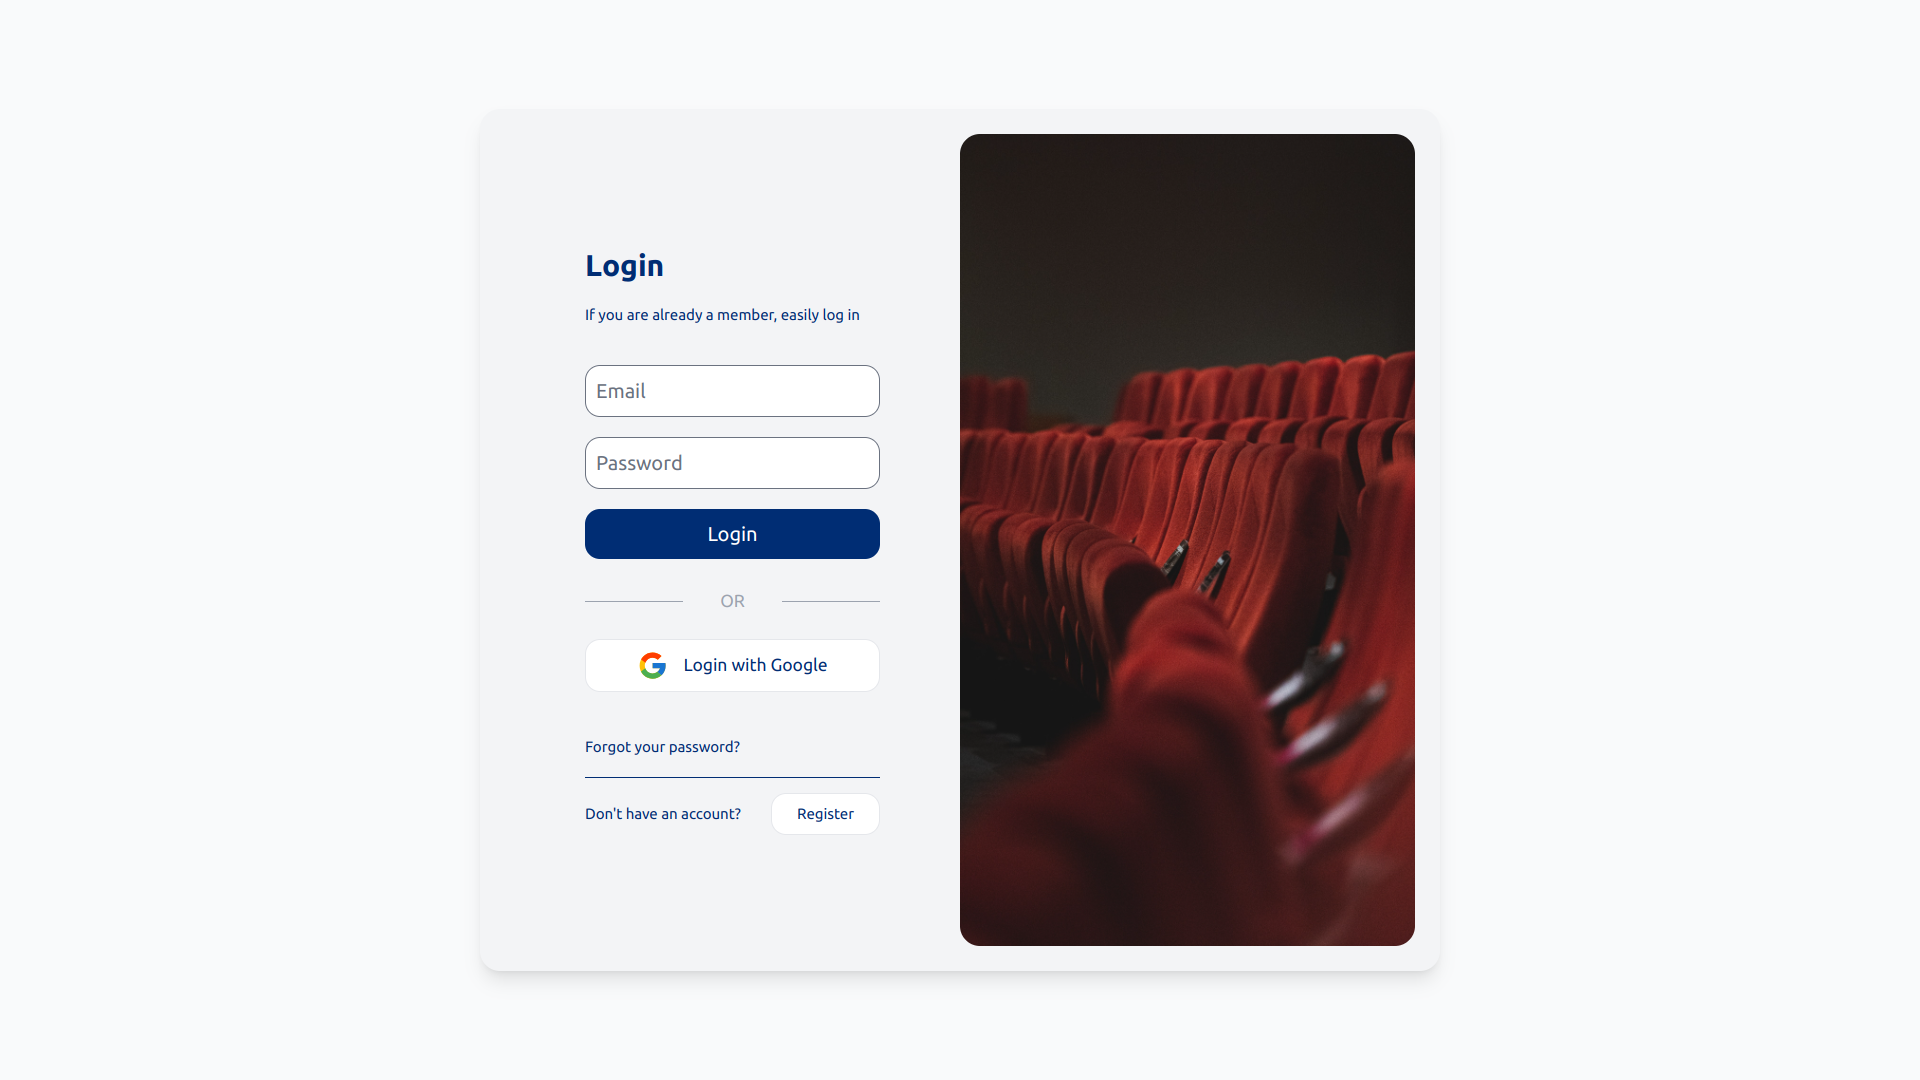 Login
If you are already a member, easily log in
Email
Password
Login
OR
Login with Google
Forgot your password?
Don't have an account?
Register